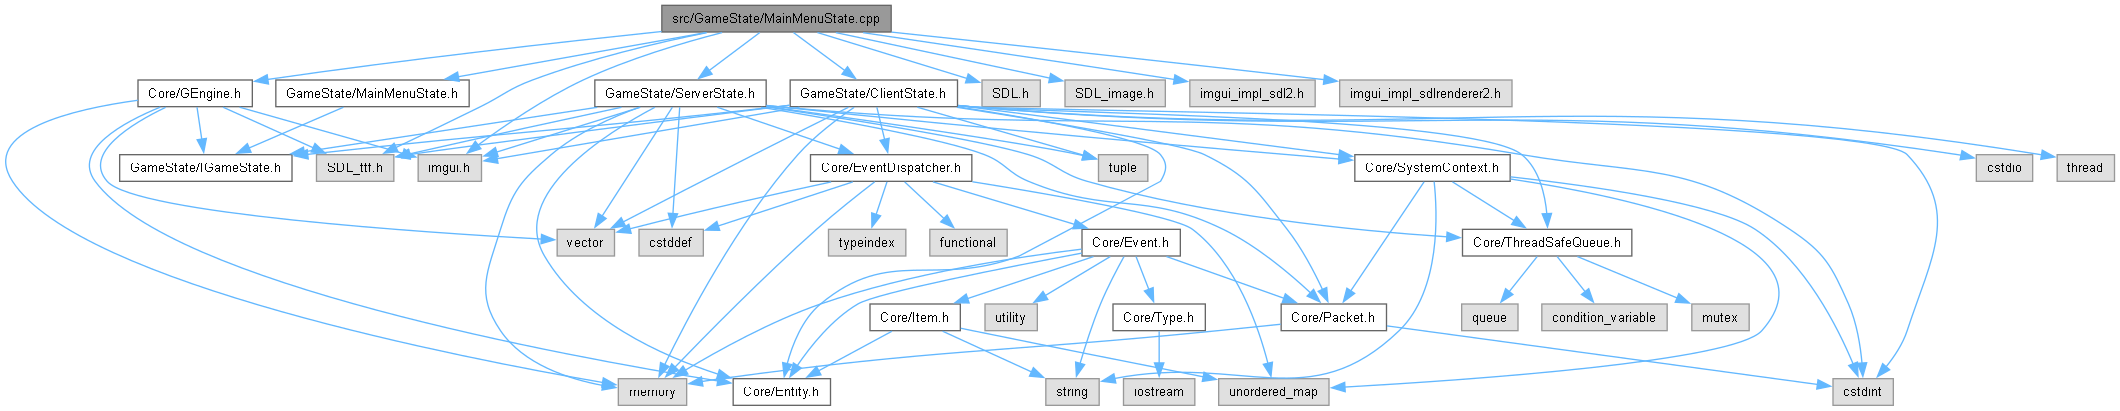 src/GameState/MainMenuState.cpp
Core/GEngine.h
GameState/MainMenuState.h
GameState/ServerState.h
GameState/ClientState.h
SDL.h
SDL_image.h
imgui_impl_sdl2.h
imgui_impl_sdlrenderer2.h
GameState/IGameState.h
SDL_ttf.h
imgui.h
Core/EventDispatcher.h
tuple
Core/SystemContext.h
cstdio
thread
vector
cstddef
typeindex
functional
Core/Event.h
Core/ThreadSafeQueue.h
Core/Item.h
utility
Core/Type.h
Core/Packet.h
queue
condition_variable
mutex
memory
Core/Entity.h
string
iostream
unordered_map
cstdint